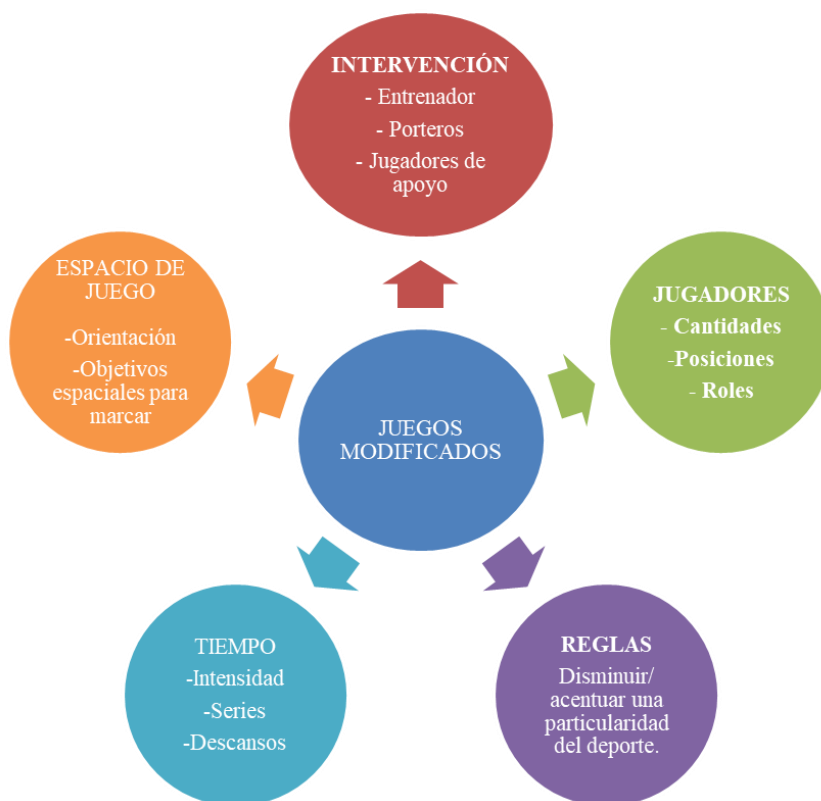 INTERVENCIÓN
- Entrenador
- Porteros
- Jugadores de
apoyo
ESPACIO DE
JUEGO
-Orientación
-Objetivos
espaciales para
marcar
JUGADORES
- Cantidades
-Posiciones
- Roles
JUEGOS
MODIFICADOS
TIEMPO
-Intensidad
-Series
-Descansos
REGLAS
Disminuir/
acentuar una
particularidad
del deporte.